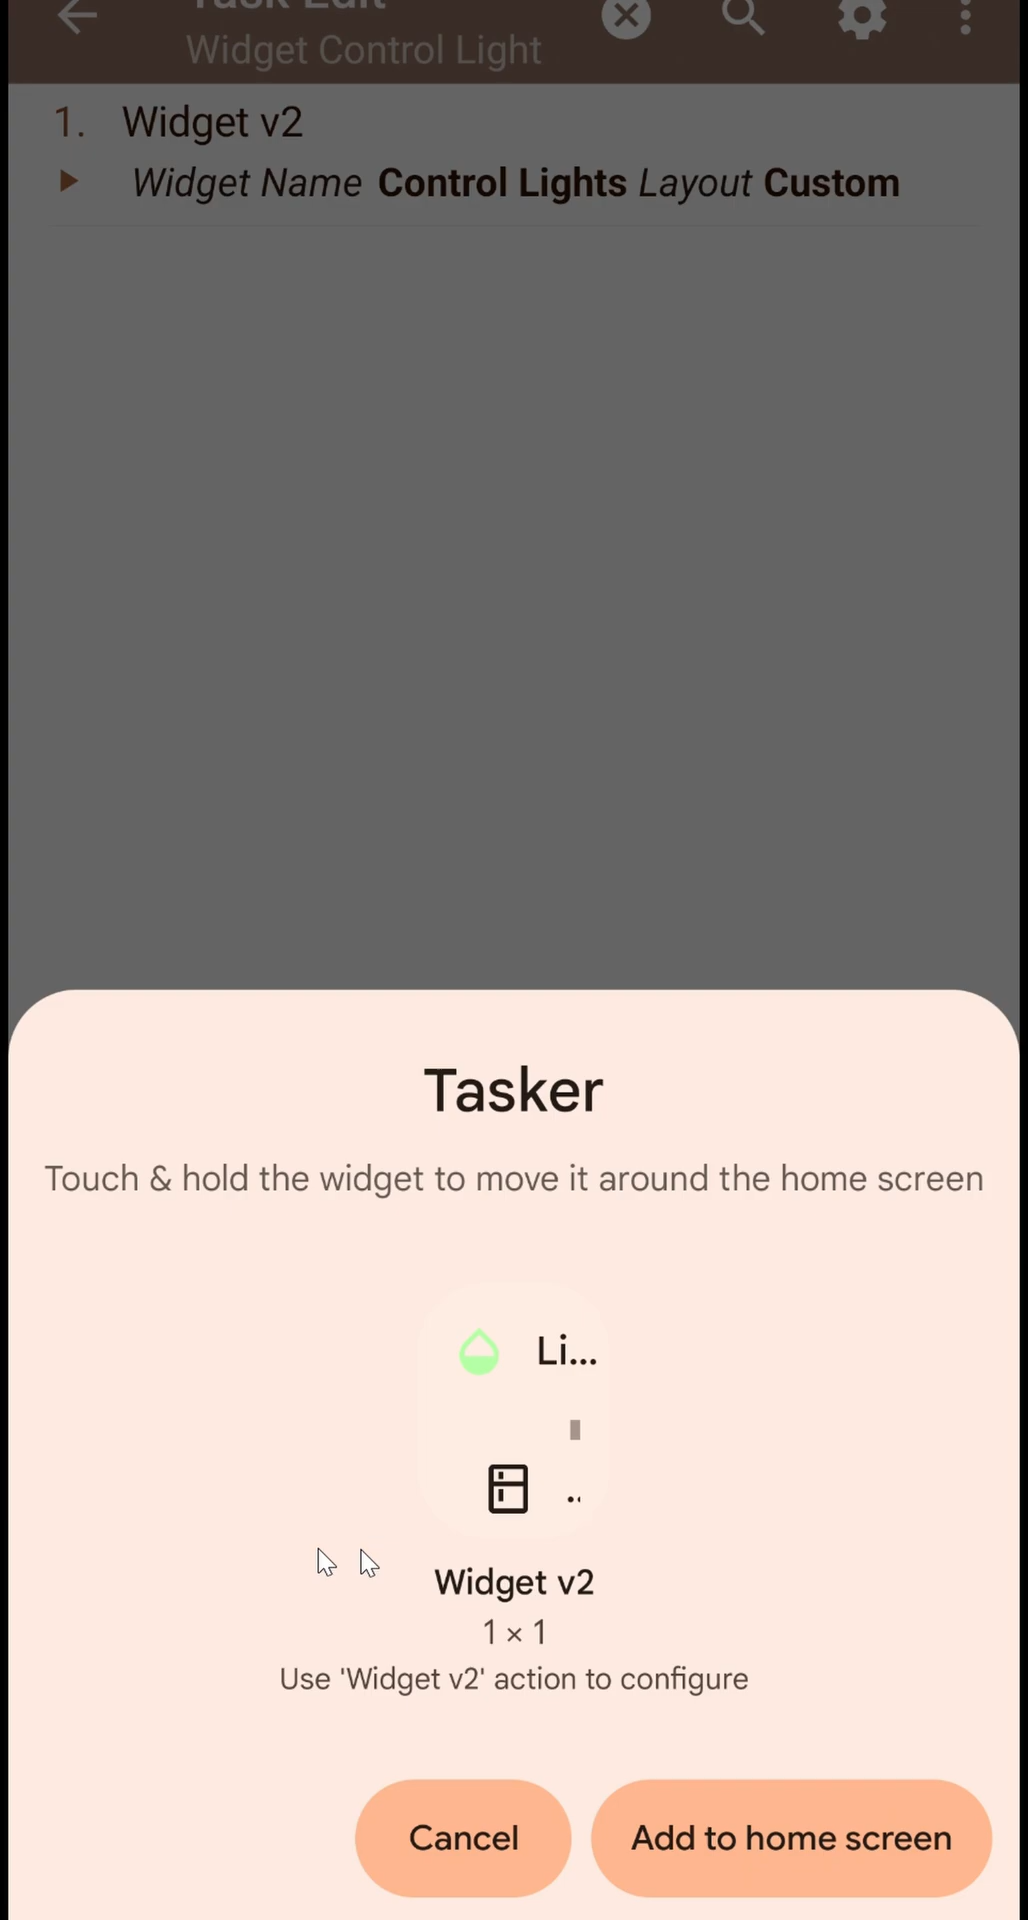 Task Edit
Widget Control Light
1. Widget v2
Widget Name Control Lights Layout Custom
Tasker
Touch & hold the widget to move it around the home screen
Li...
..
Widget v2
1 × 1
Use 'Widget v2' action to configure
Cancel
Add to home screen